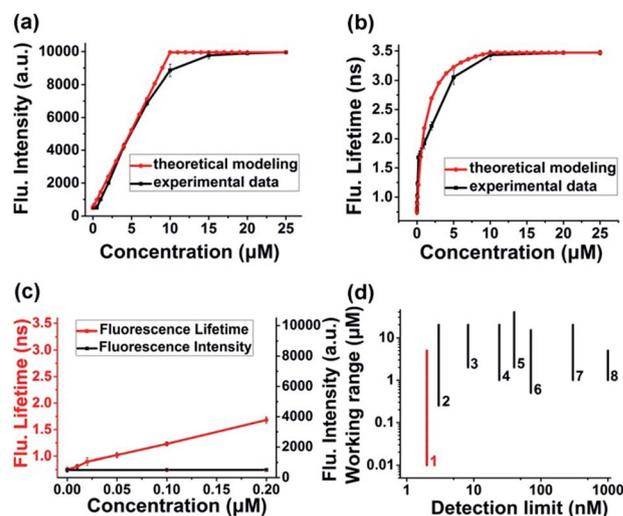 (a)
Flu. Intensity (a.u.)
10000
8000
6000
4000
2000
0
theoretical modeling
experimental data
0 5 10 15 20 25
Concentration (µM)
(b)
Flu. Lifetime (ns)
3.5
3.0
2.5
2.0
1.5
1.0
theoretical modeling
experimental data
0 5 10 15 20 25
Concentration (µM)
(c)
Flu. Lifetime (ns)
3.5
3.0
2.5
2.0
1.5
1.0
Fluorescence Lifetime
Fluorescence Intensity
10000
8000
6000
4000
2000
0
Flu. Intensity (a.u.)
0.00 0.05 0.10 0.15 0.20
Concentration (µM)
(d)
Working range (µM)
10
1
0.1
0.01
1 2 3 4 5 6 7 8
1 10 100 1000
Detection limit (nM)